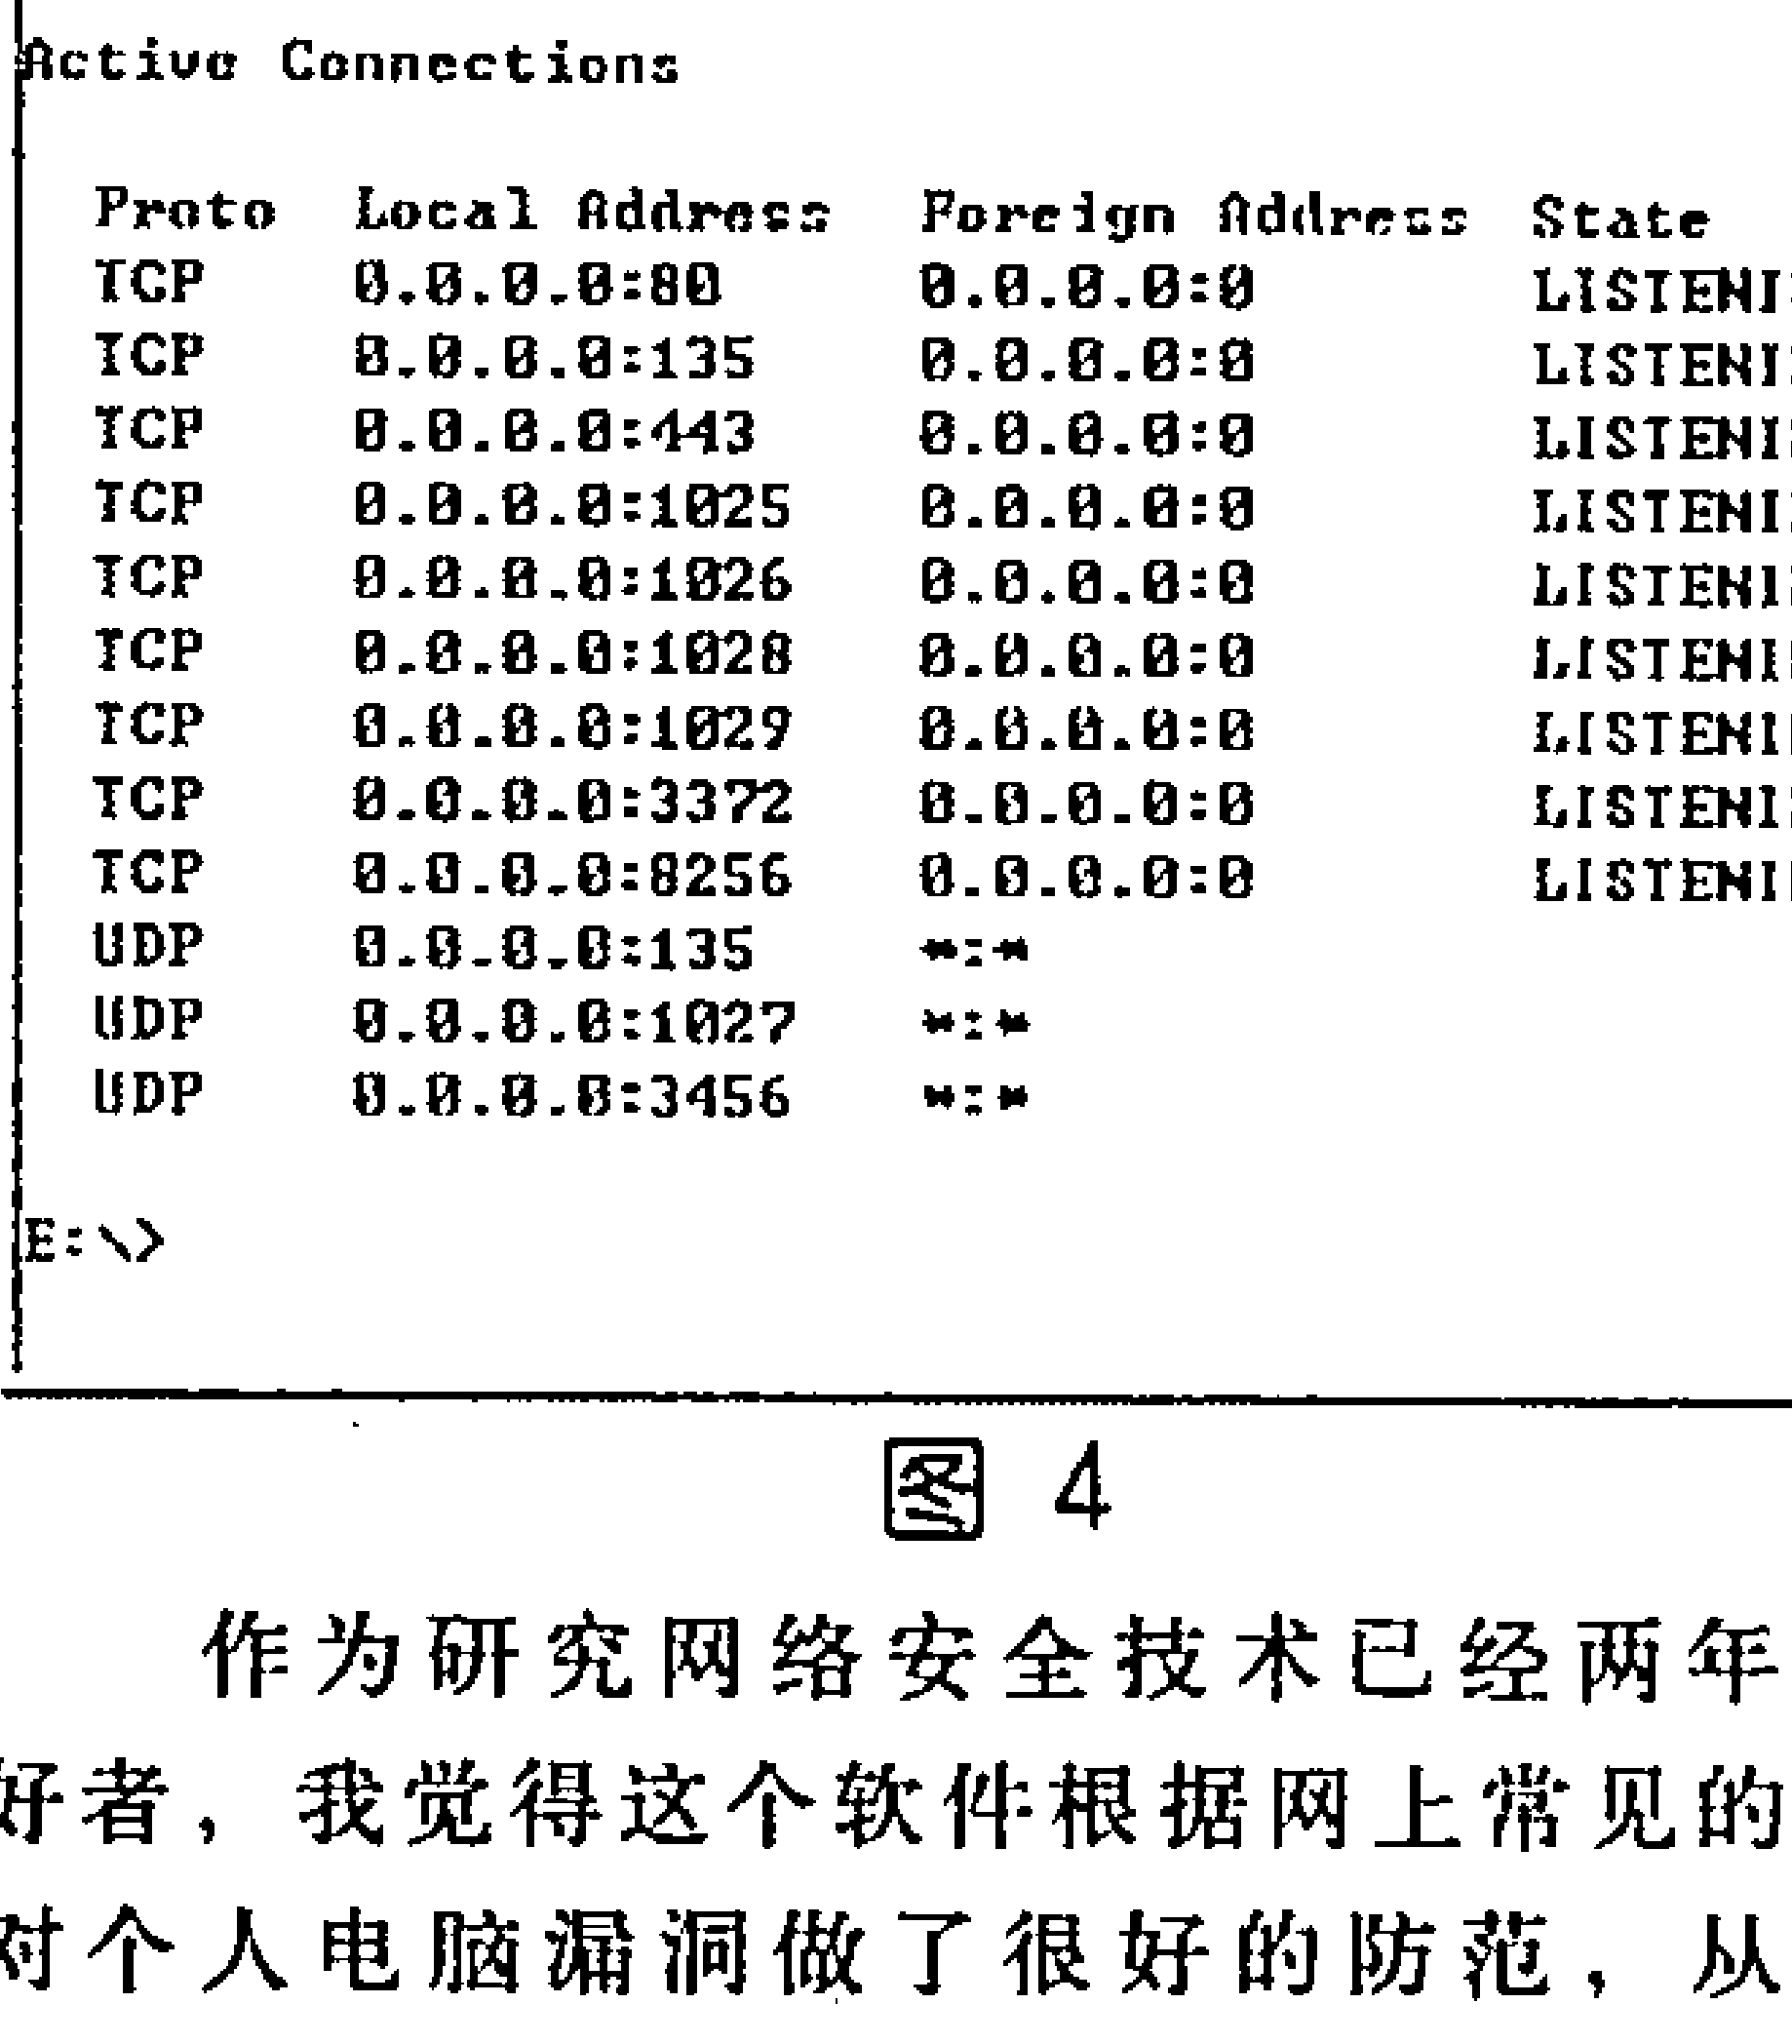 Active Connections
Proto Local Address Foreign Address State
TCP 0.0.0.0:80 0.0.0.0:0 LISTENI
TCP 0.0.0.0:135 0.0.0.0:0 LISTENI
TCP 0.0.0.0:443 0.0.0.0:0 LISTENI
TCP 0.0.0.0:1025 0.0.0.0:0 LISTENI
TCP 0.0.0.0:1026 0.0.0.0:0 LISTENI
TCP 0.0.0.0:1028 0.0.0.0:0 LISTENI
TCP 0.0.0.0:1029 0.0.0.0:0 LISTENI
TCP 0.0.0.0:3372 0.0.0.0:0 LISTENI
TCP 0.0.0.0:8256 0.0.0.0:0 LISTENI
UDP 0.0.0.0:135 *:*
UDP 0.0.0.0:1027 *:*
UDP 0.0.0.0:3456 *:*
E:\>
图 4
作为研究网络安全技术已经两年
好者，我觉得这个软件根据网上常见的
对个人电脑漏洞做了很好的防范，从